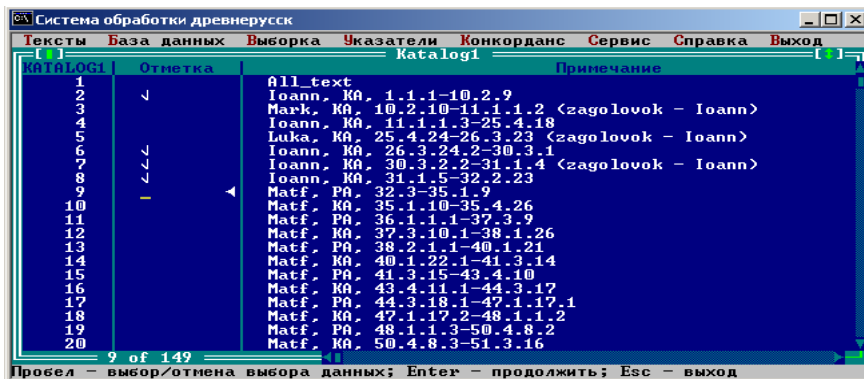 Система обработки древнерусск
Тексты База данных Выборка Указатели Конкорданс Сервис Справка Выход
Katalog1
KATALOG1 Отметка Примечание
1 All_text
2 √ Ioann, KA, 1.1.1-10.2.9
3 Mark, KA, 10.2.10-11.1.1.2 (zagolovok - Ioann)
4 Ioann, KA, 11.1.1.3-25.4.18
5 Luka, KA, 25.4.24-26.3.23 (zagolovok - Ioann)
6 √ Ioann, KA, 26.3.24.2-30.3.1
7 √ Ioann, KA, 30.3.2.2-31.1.4 (zagolovok - Ioann)
8 √ Ioann, KA, 31.1.5-32.2.23
9 Matf, PA, 32.3-35.1.9
10 Matf, KA, 35.1.10-35.4.26
11 Matf, PA, 36.1.1.1-37.3.9
12 Matf, KA, 37.3.10.1-38.1.26
13 Matf, PA, 38.2.1.1-40.1.21
14 Matf, KA, 40.1.22.1-41.3.14
15 Matf, PA, 41.3.15-43.4.10
16 Matf, KA, 43.4.11.1-44.3.17
17 Matf, PA, 44.3.18.1-47.1.17.1
18 Matf, KA, 47.1.17.2-48.1.1.2
19 Matf, PA, 48.1.1.3-50.4.8.2
20 Matf, KA, 50.4.8.3-51.3.16
9 of 149
Пробел - выбор/отмена выбора данных; Enter - продолжить; Esc - выход